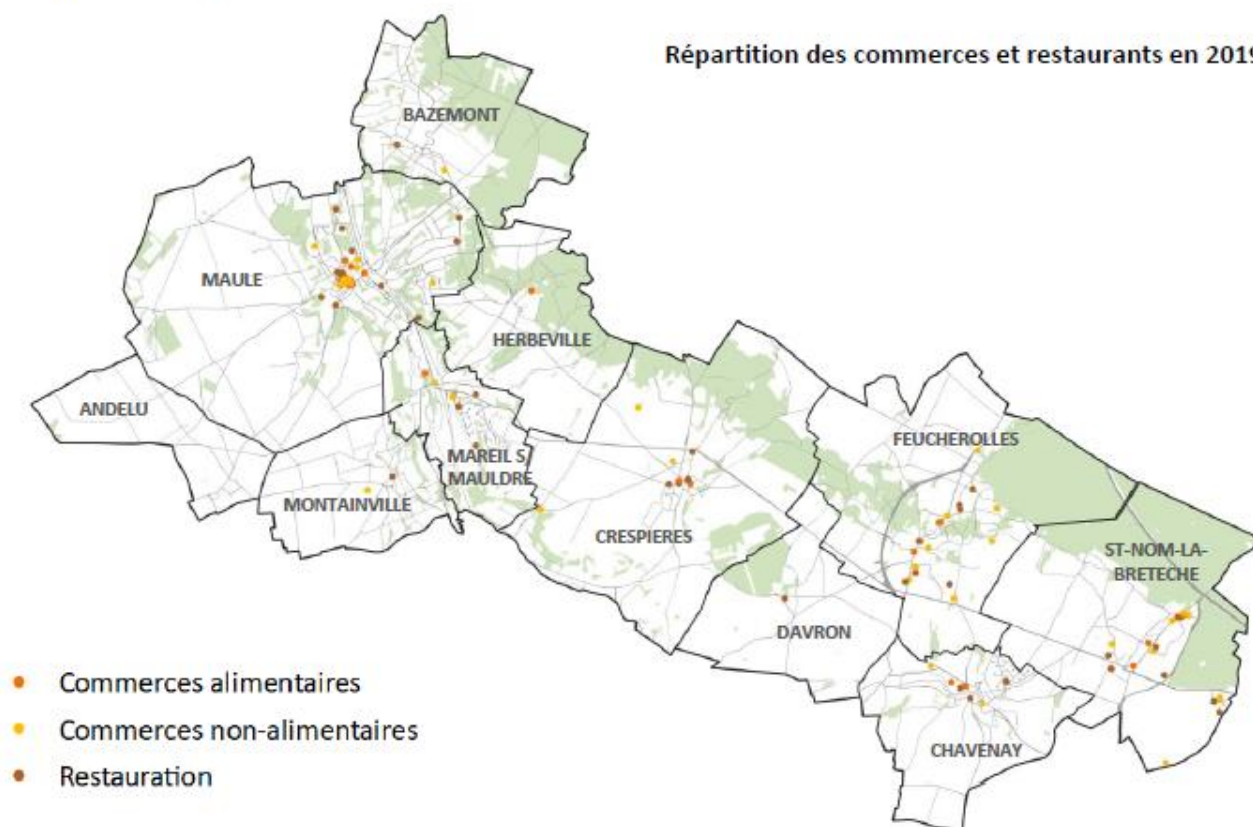 Répartition des commerces et restaurants en 2019
BAZEMONT
MAULE
HERBEVILLE
ANDELU
FEUCHEROLLES
MAREIL S
MAULDRE
MONTAINVILLE
CRESPIERES
ST-NOM-LA-
BRETECHE
DAVRON
CHAVENAY
Commerces alimentaires
Commerces non-alimentaires
Restauration